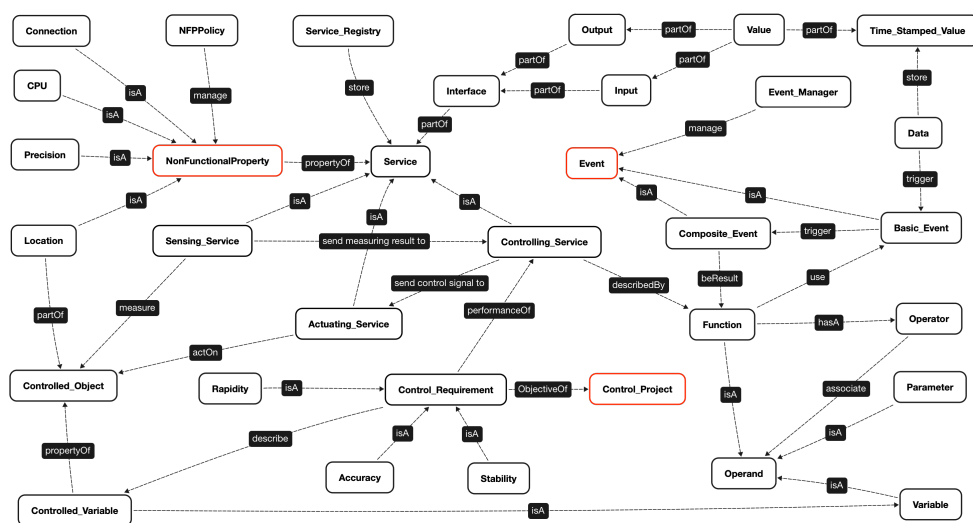 Connection
NFPPolicy
Service_Registry
Output
partOf
Value
partOf
Time_Stamped_Value
partOf
partOf
CPU
isA
manage
store
Interface
partOf
Input
Event_Manager
store
isA
partOf
manage
Data
Precision
isA
NonFunctionalProperty
propertyOf
Service
Event
trigger
isA
isA
isA
isA
isA
isA
Location
Sensing_Service
send measuring result to
Controlling_Service
Composite_Event
trigger
Basic_Event
send control signal to
describedBy
beResult
use
partOf
measure
performanceOf
Actuating_Service
Function
hasA
Operator
actOn
Controlled_Object
Rapidity
isA
Control_Requirement
ObjectiveOf
Control_Project
associate
Parameter
isA
describe
isA
isA
isA
propertyOf
Accuracy
Stability
Operand
isA
Controlled_Variable
isA
Variable